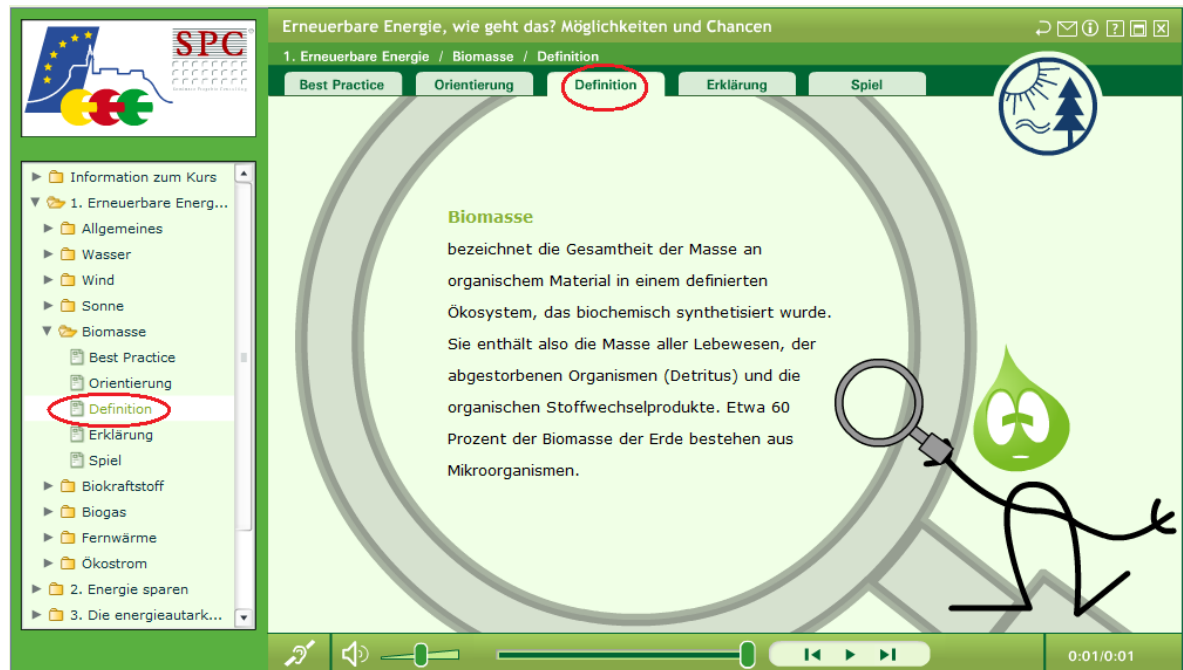 SPC
Erneuerbare Energie, wie geht das? Möglichkeiten und Chancen
1. Erneuerbare Energie / Biomasse / Definition
Best Practice
Orientierung
Definition
Erklärung
Spiel
Information zum Kurs
1. Erneuerbare Energ...
Allgemeines
Wasser
Wind
Sonne
Biomasse
Best Practice
Orientierung
Definition
Erklärung
Spiel
Biokraftstoff
Biogas
Fernwärme
Ökostrom
2. Energie sparen
3. Die energieautark...
Biomasse
bezeichnet die Gesamtheit der Masse an
organischem Material in einem definierten
Ökosystem, das biochemisch synthetisiert wurde.
Sie enthält also die Masse aller Lebewesen, der
abgestorbenen Organismen (Detritus) und die
organischen Stoffwechselprodukte. Etwa 60
Prozent der Biomasse der Erde bestehen aus
Mikroorganismen.
0:01/0:01